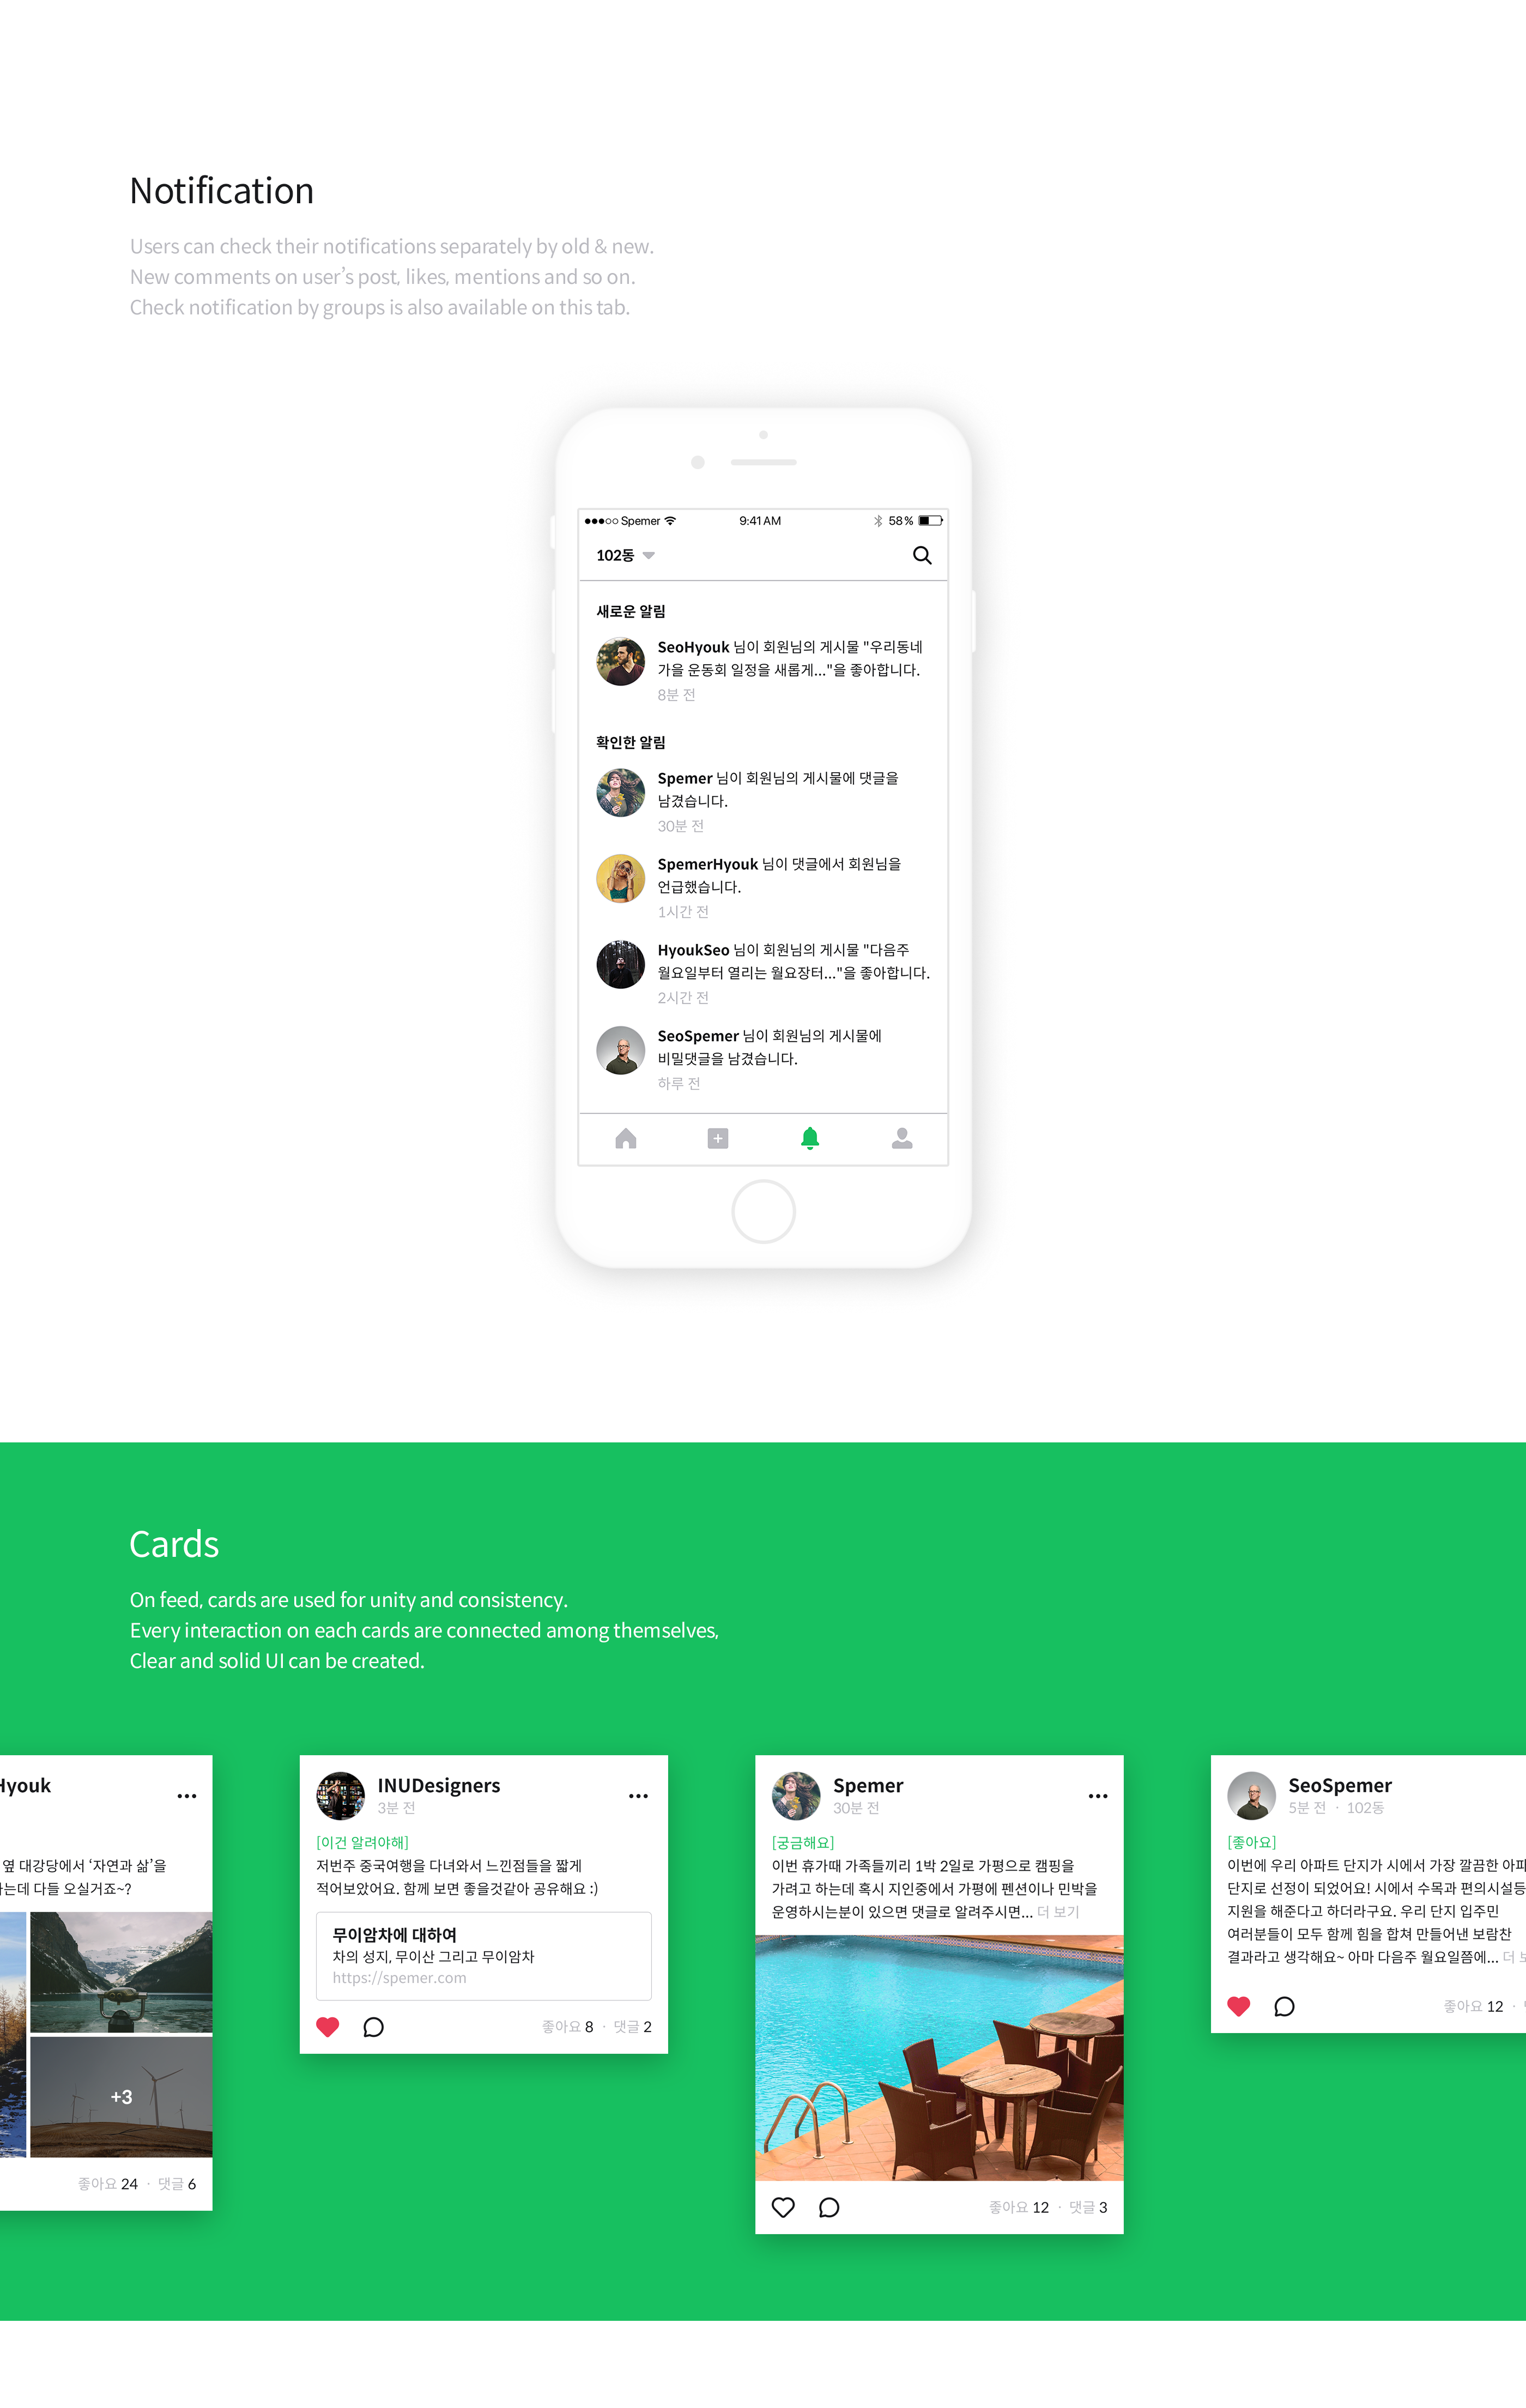 Notification
Users can check their notifications separately by old & new.
New comments on user's post, likes, mentions and so on.
Check notification by groups is also available on this tab.
Spemer
9:41 AM
58%
102동
새로운 알림
SeoHyouk 님이 회원님의 게시물 "우리동네
가을 운동회 일정을 새롭게..."을 좋아합니다.
8분 전
확인한 알림
Spemer 님이 회원님의 게시물에 댓글을
남겼습니다.
30분 전
SpemerHyouk 님이 댓글에서 회원님을
언급했습니다.
1시간 전
HyoukSeo 님이 회원님의 게시물 "다음주
월요일부터 열리는 월요장터..."을 좋아합니다.
2시간 전
SeoSpemer 님이 회원님의 게시물에
비밀댓글을 남겼습니다.
하루 전
Cards
On feed, cards are used for unity and consistency.
Every interaction on each cards are connected among themselves,
Clear and solid UI can be created.
Hyouk
옆 대강당에서 ‘자연과 삶’을
는데 다들 오실거죠~?
+3
좋아요 24 · 댓글 6
INUDesigners
3분 전
[이건 알려야해]
저번주 중국여행을 다녀와서 느낀점들을 짧게
적어보았어요. 함께 보면 좋을것같아 공유해요 :)
무이암차에 대하여
차의 성지, 무이산 그리고 무이암차
https://spemer.com
좋아요 8 · 댓글 2
Spemer
30분 전
[궁금해요]
이번 휴가때 가족들끼리 1박 2일로 가평으로 캠핑을
가려고 하는데 혹시 지인중에서 가평에 펜션이나 민박을
운영하시는분이 있으면 댓글로 알려주시면... 더 보기
좋아요 12 · 댓글 3
SeoSpemer
5분 전 · 102동
[좋아요]
이번에 우리 아파트 단지가 시에서 가장 깔끔한 아파
단지로 선정이 되었어요! 시에서 수목과 편의시설등
지원을 해준다고 하더라구요. 우리 단지 입주민
여러분들이 모두 함께 힘을 합쳐 만들어낸 보람찬
결과라고 생각해요~ 아마 다음주 월요일쯤에... 더
좋아요 12 ·